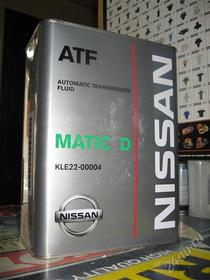 ATF
AUTOMATIC TRANSMISSION
FLUID
MATIC D
KLE22-00004
NISSAN
NISSAN